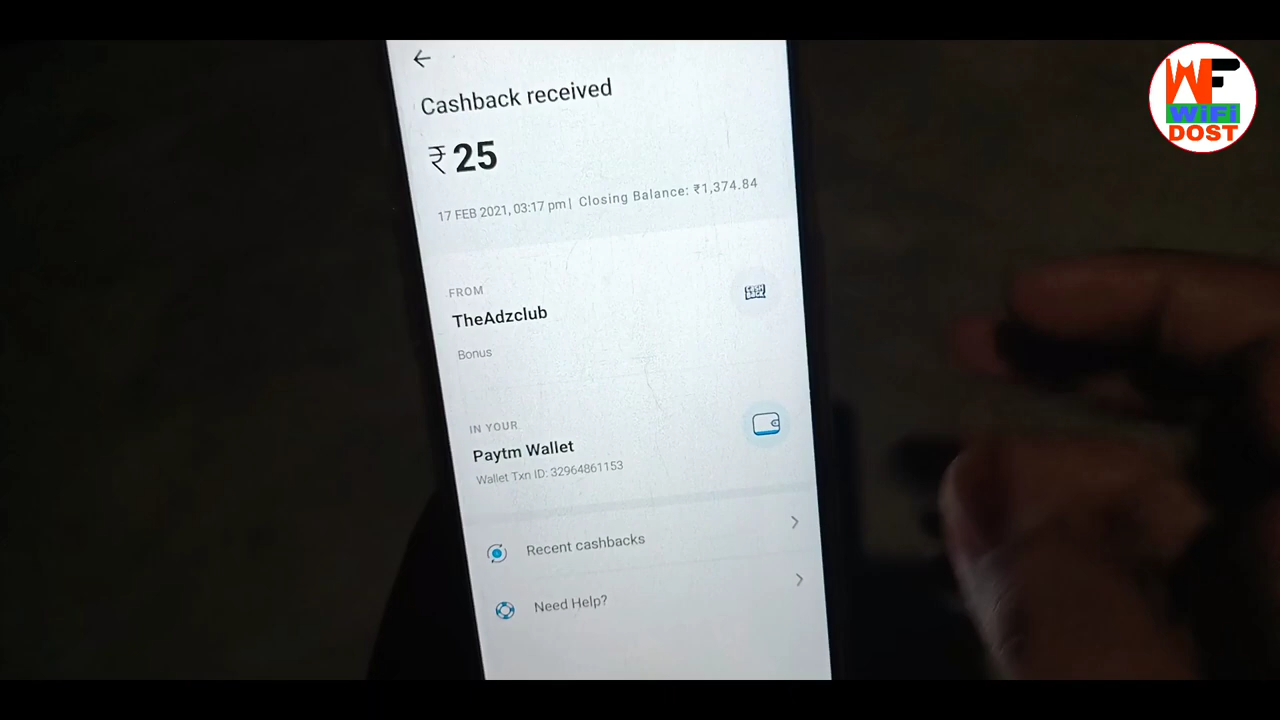 Cashback received
₹25
17 FEB 2021, 03:17 pm| Closing Balance: ₹1,374.84
FROM
TheAdzclub
Bonus
IN YOUR
Paytm Wallet
Wallet Txn ID: 32964861153
Recent cashbacks
Need Help?
WF
WiFi
DOST